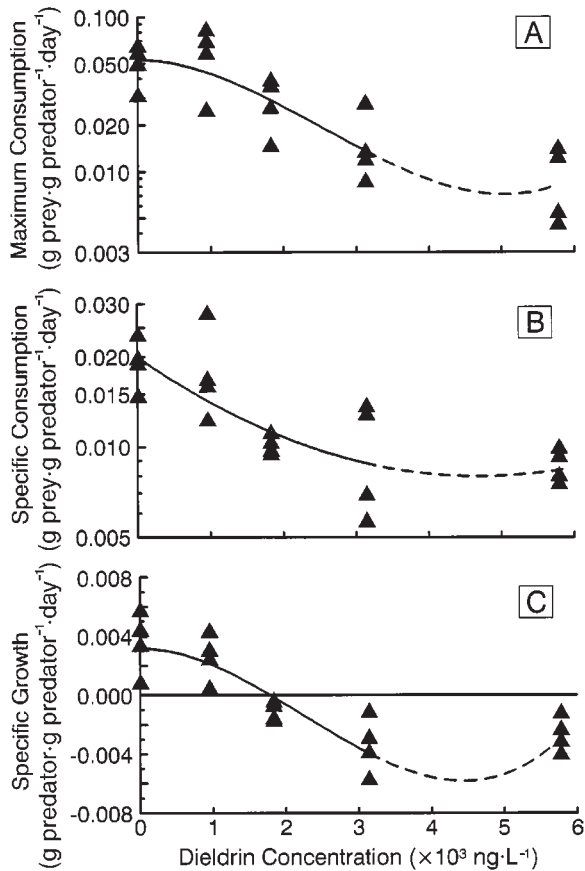 Maximum Consumption
(g prey·g predator⁻¹·day⁻¹)
0.100
0.050
0.020
0.010
0.003
A
Specific Consumption
(g prey·g predator⁻¹·day⁻¹)
0.030
0.020
0.015
0.010
0.005
B
Specific Growth
(g predator·g predator⁻¹·day⁻¹)
0.008
0.004
0.000
-0.004
-0.008
C
0 1 2 3 4 5 6
Dieldrin Concentration (×10³ ng·L⁻¹)